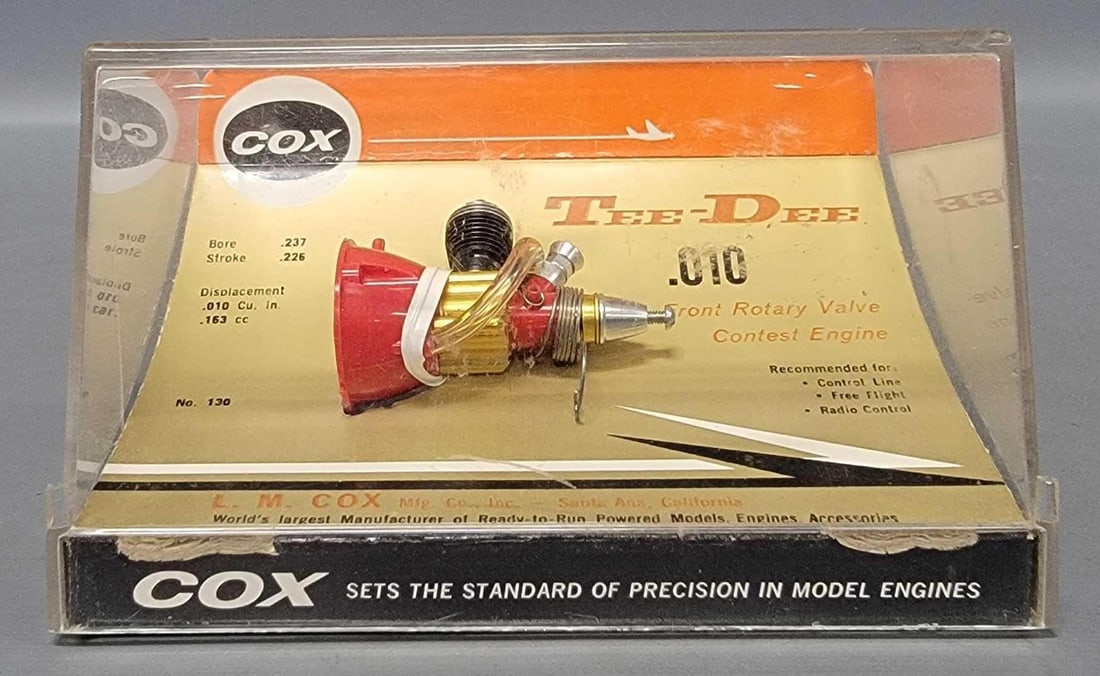 COX
TEE-DEE
.010
Front Rotary Valve
Contest Engine
Bore .237
Stroke .226
Displacement
.010 Cu. in.
.163 cc
No. 130
Recommended for:
• Control Line
• Free Flight
• Radio Control
L. M. COX Mfg Co., Inc. – Santa Ana, California
World's largest Manufacturer of Ready-to-Run Powered Models, Engines Accessories
COX SETS THE STANDARD OF PRECISION IN MODEL ENGINES